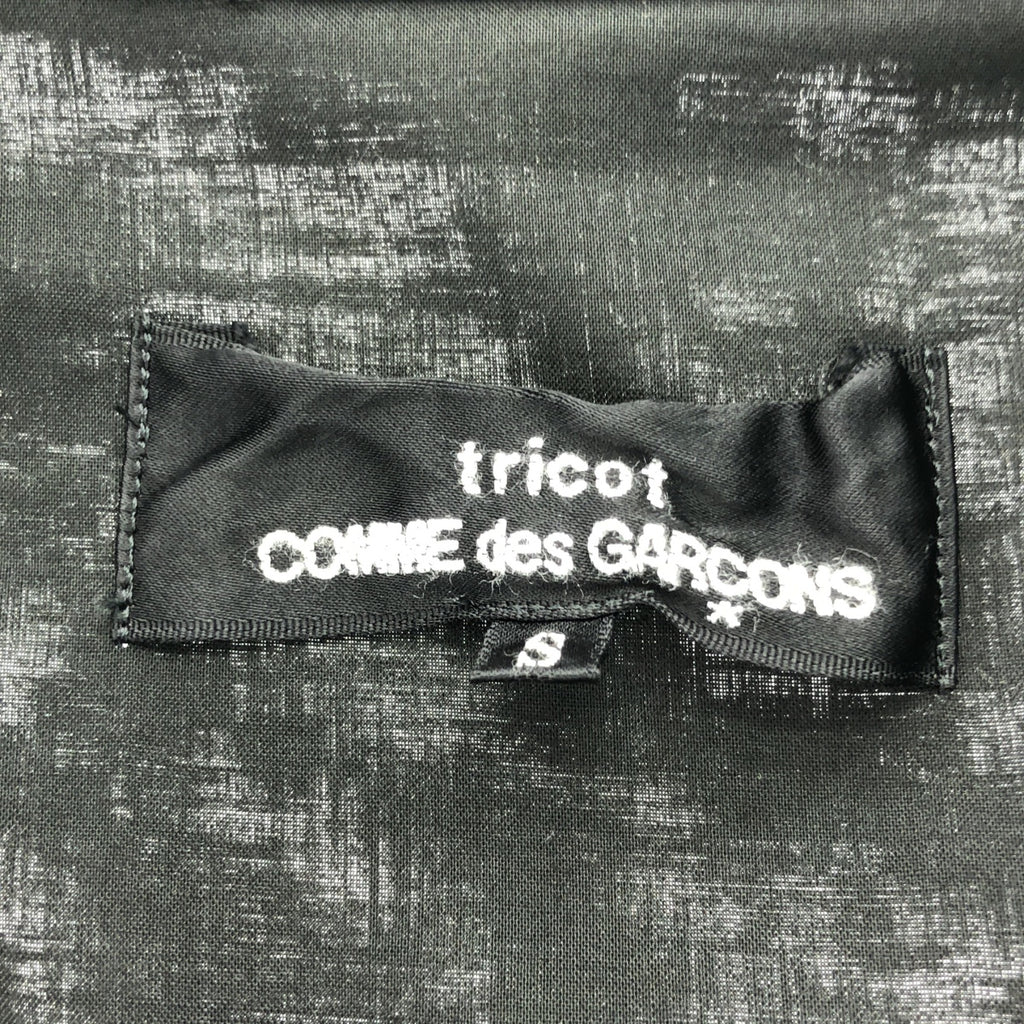 tricot
COMME des GARCONS
*
S